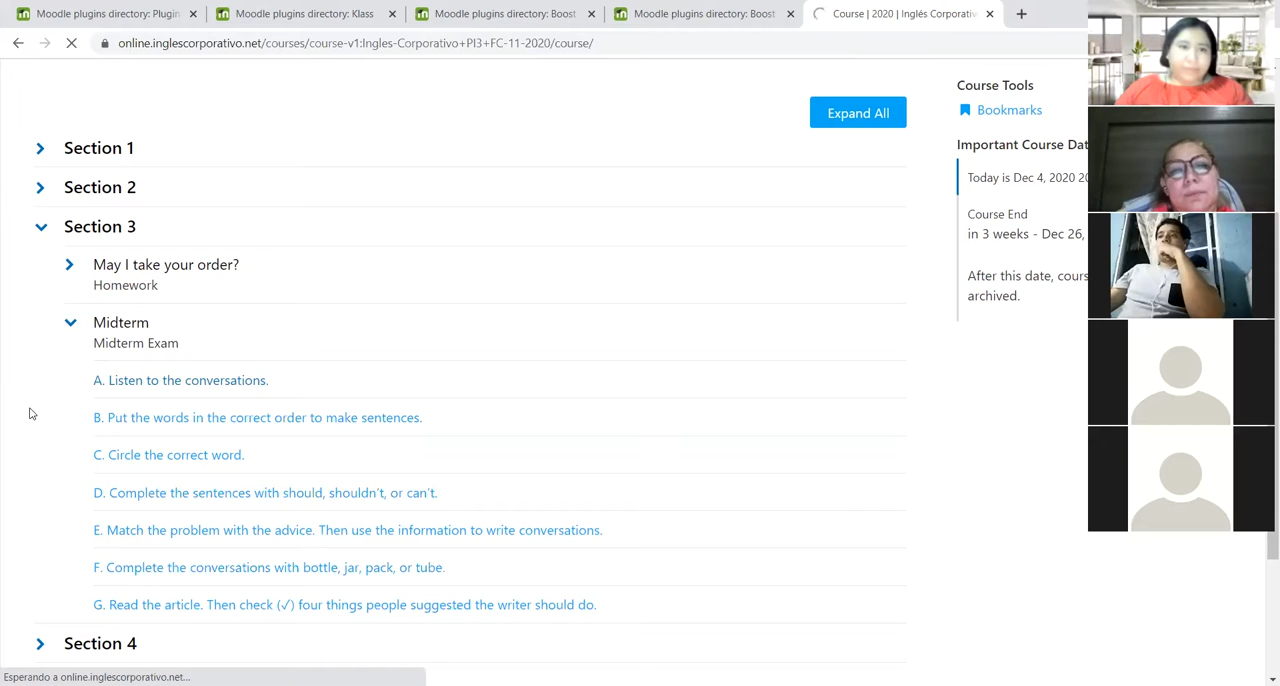 Moodle plugins directory: Plugin
Moodle plugins directory: Klass
Moodle plugins directory: Boost
Moodle plugins directory: Boost
Course | 2020 | Inglés Corporativ
online.inglescorporativo.net/courses/course-v1:Ingles-Corporativo+PI3+FC-11-2020/course/
Expand All
Section 1
Section 2
Section 3
May I take your order?
Homework
Midterm
Midterm Exam
A. Listen to the conversations.
B. Put the words in the correct order to make sentences.
C. Circle the correct word.
D. Complete the sentences with should, shouldn't, or can't.
E. Match the problem with the advice. Then use the information to write conversations.
F. Complete the conversations with bottle, jar, pack, or tube.
G. Read the article. Then check (✓) four things people suggested the writer should do.
Section 4
Course Tools
Bookmarks
Important Course Dat
Today is Dec 4, 2020 20
Course End
in 3 weeks - Dec 26,
After this date, cours
archived.
Esperando a online.inglescorporativo.net...